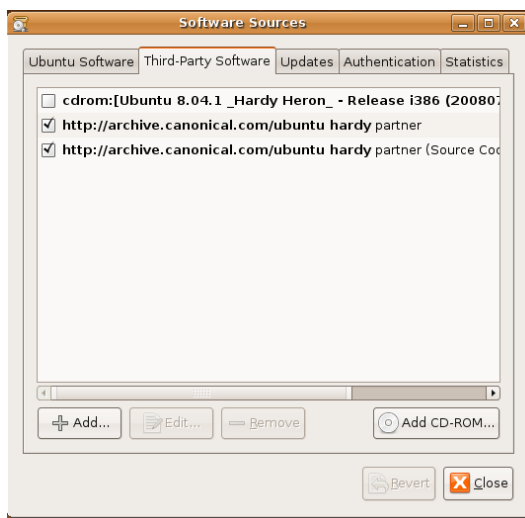 Software Sources
Ubuntu Software Third-Party Software Updates Authentication Statistics
cdrom:[Ubuntu 8.04.1 _Hardy Heron_ - Release i386 (200807
http://archive.canonical.com/ubuntu hardy partner
http://archive.canonical.com/ubuntu hardy partner (Source Cod
Add... Edit... Remove Add CD-ROM...
Revert Close